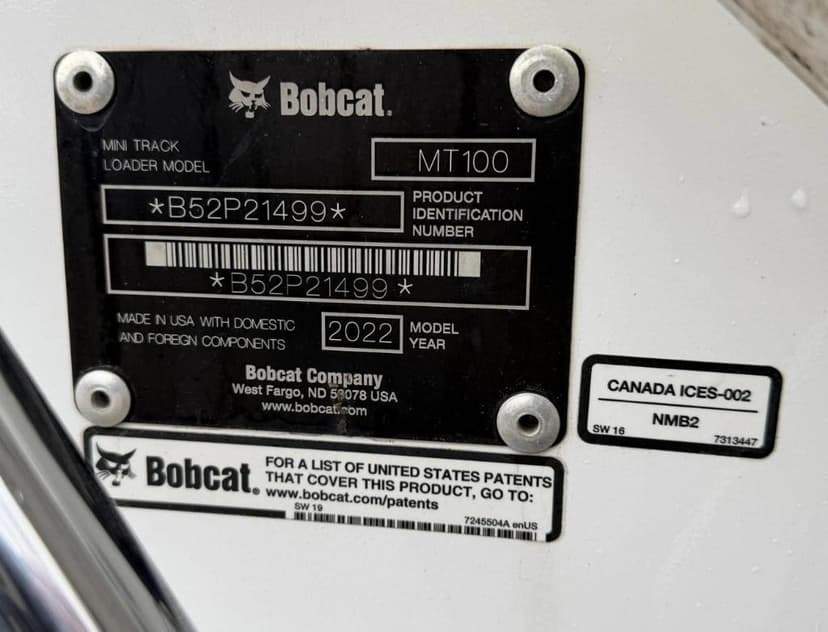 Bobcat.
MINI TRACK
LOADER MODEL
MT100
*B52P21499*
PRODUCT
IDENTIFICATION
NUMBER
*B52P21499*
MADE IN USA WITH DOMESTIC
AND FOREIGN COMPONENTS
2022
MODEL
YEAR
Bobcat Company
West Fargo, ND 58078 USA
www.bobcat.com
Bobcat.
FOR A LIST OF UNITED STATES PATENTS
THAT COVER THIS PRODUCT, GO TO:
www.bobcat.com/patents
SW 19
7245504A enUS
CANADA ICES-002
NMB2
SW 16
7313447